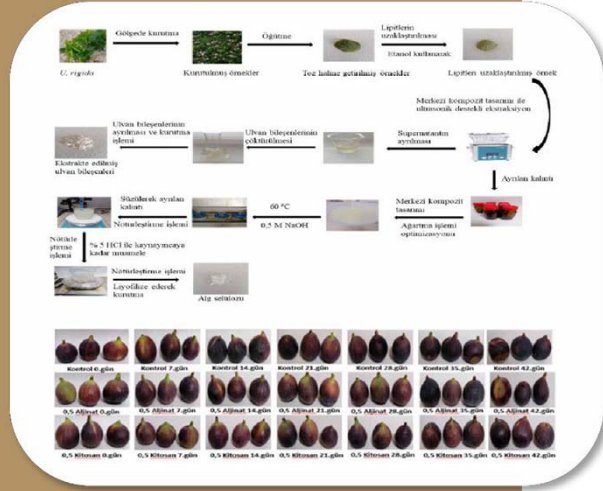 Gölgede kurutma
Öğütme
Lipitlerin
uzaklaştırılması
Etanol kullanarak
U. rigida
Kurutulmuş örnekler
Toz haline getirilmiş örnekler
Lipitleri uzaklaştırılmış örnek
Merkezi kompozit tasarımı ile
ultrasonik destekli ekstraksiyon
Ulvan bileşenlerinin
ayrılması ve kurutma
işlemi
Ulvan bileşenlerinin
çöktürülmesi
Supernatantın
ayrılması
Ekstrakte edilmiş
ulvan bileşenleri
Ayrılan kalıntı
Süzülerek ayrılan
kalıntı
Nötürleştirme işlemi
60 °C
0,5 M NaOH
Merkezi kompozit
tasarımı
Ağartma işlemi
optimizasyonu
Nötürle
ştirme
işlemi
% 5 HCl ile kaynayıncaya
kadar muamele
Nötürleştirme işlemi
Liyofilize ederek
kurutma
Alg selülozu
Kontrol 0.gün Kontrol 7.gün Kontrol 14.gün Kontrol 21.gün Kontrol 28.gün Kontrol 35.gün Kontrol 42.gün
0,5 Aljinat 0.gün 0,5 Aljinat 7.gün 0,5 Aljinat 14.gün 0,5 Aljinat 21.gün 0,5 Aljinat 28.gün 0,5 Aljinat 35.gün 0,5 Aljinat 42.gün
0,5 Kitosan 0.gün 0,5 Kitosan 7.gün 0,5 Kitosan 14.gün 0,5 Kitosan 21.gün 0,5 Kitosan 28.gün 0,5 Kitosan 35.gün 0,5 Kitosan 42.gün